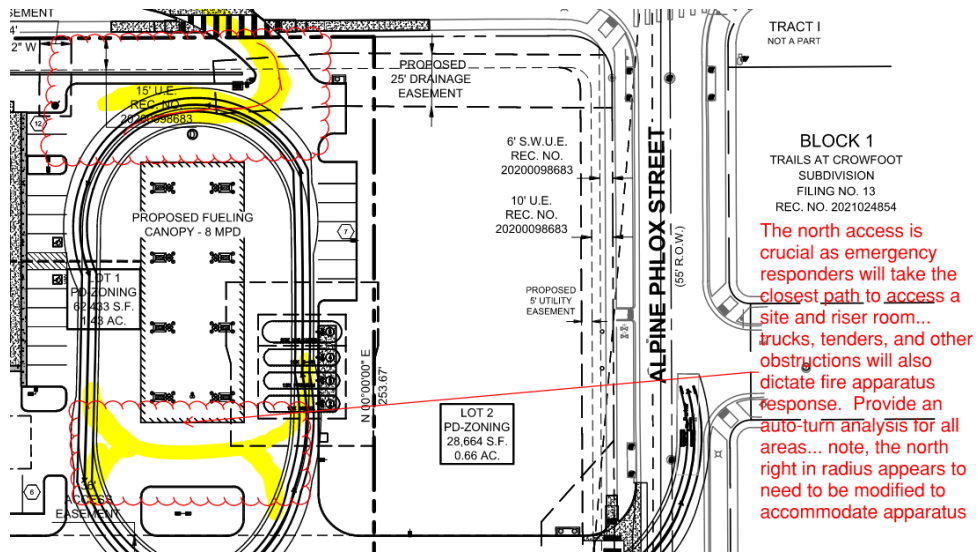 SEMENT
4'
2" W
15' U.E.
REC. NO.
20200098683
12
PROPOSED
25' DRAINAGE
EASEMENT
TRACT I
NOT A PART
6' S.W.U.E.
REC. NO.
20200098683
10' U.E.
REC. NO.
20200098683
BLOCK 1
TRAILS AT CROWFOOT
SUBDIVISION
FILING NO. 13
REC. NO. 2021024854
PROPOSED FUELING
CANOPY - 8 MPD
7
LOT 1
PD-ZONING
62,433 S.F.
1.43 AC.
PROPOSED
5' UTILITY
EASEMENT
ALPINE PHLOX STREET
(55' R.O.W.)
N 00°00'00" E
253.67'
LOT 2
PD-ZONING
28,664 S.F.
0.66 AC.
6
ACCESS
EASEMENT
The north access is
crucial as emergency
responders will take the
closest path to access a
site and riser room...
trucks, tenders, and other
obstructions will also
dictate fire apparatus
response. Provide an
auto-turn analysis for all
areas... note, the north
right in radius appears to
need to be modified to
accommodate apparatus